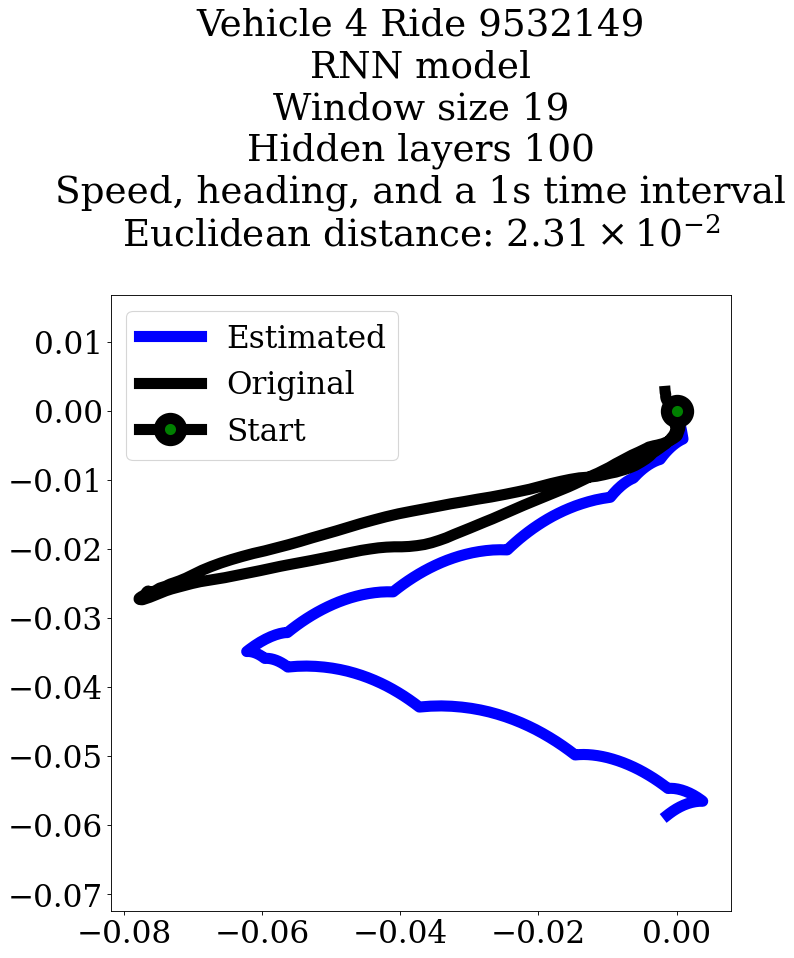 Vehicle 4 Ride 9532149
RNN model
Window size 19
Hidden layers 100
Speed, heading, and a 1s time interval
Euclidean distance: 2.31 × 10⁻²
Estimated
Original
Start
0.01
0.00
−0.01
−0.02
−0.03
−0.04
−0.05
−0.06
−0.07
−0.08 −0.06 −0.04 −0.02 0.00